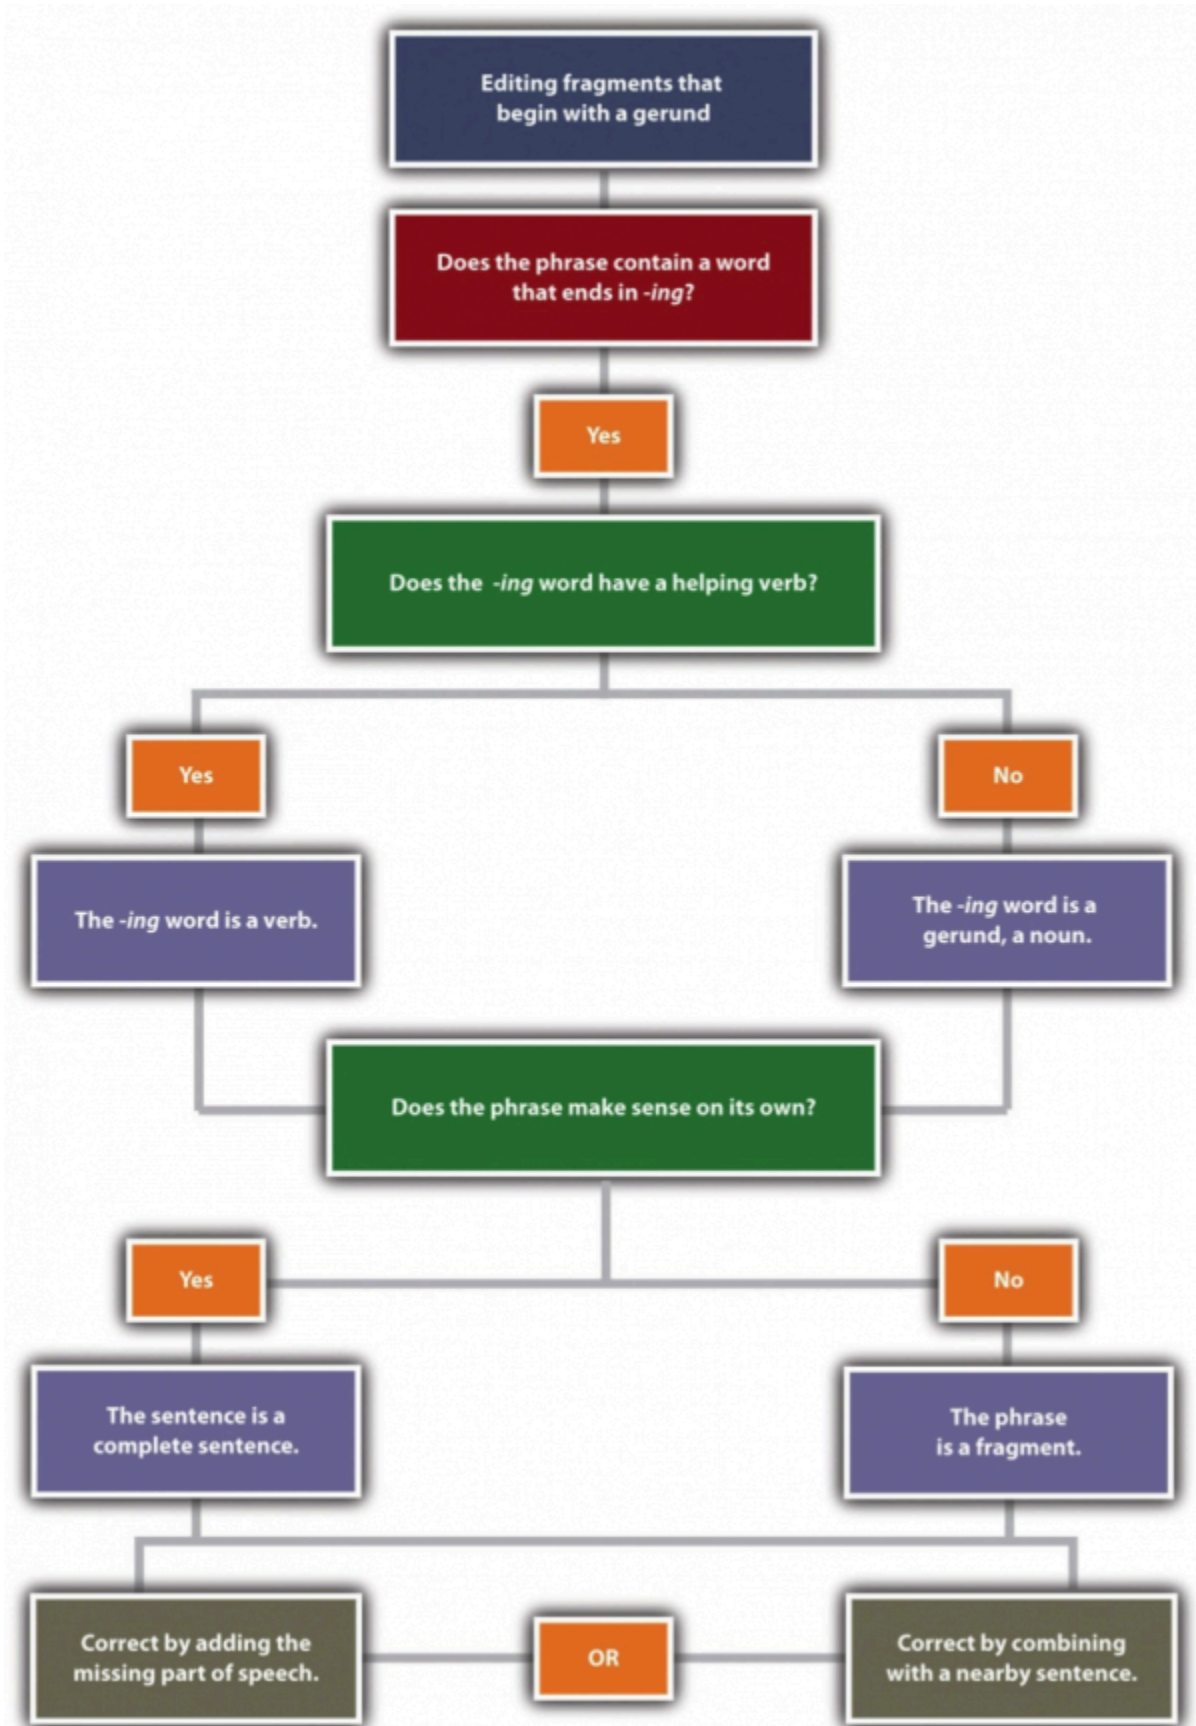 Editing fragments that
begin with a gerund
Does the phrase contain a word
that ends in -ing?
Yes
Does the -ing word have a helping verb?
Yes
No
The -ing word is a verb.
The -ing word is a
gerund, a noun.
Does the phrase make sense on its own?
Yes
No
The sentence is a
complete sentence.
The phrase
is a fragment.
Correct by adding the
missing part of speech.
OR
Correct by combining
with a nearby sentence.